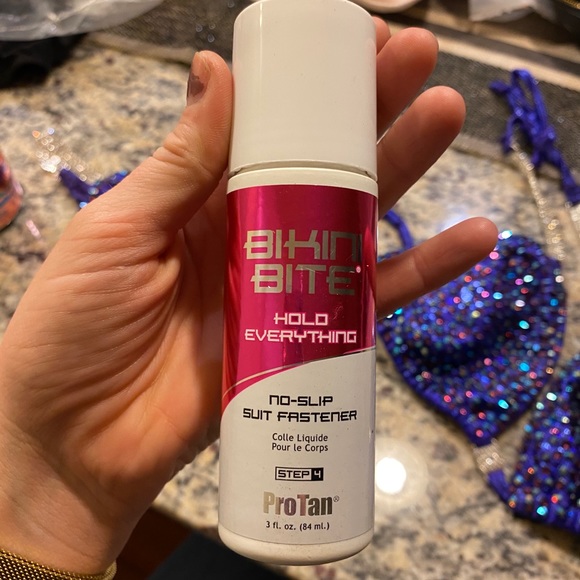 BIKINI
BITE®
HOLD
EVERYTHING
NO-SLIP
SUIT FASTENER
Colle Liquide
Pour le Corps
STEP 4
ProTan®
3 fl. oz. (84 ml.)